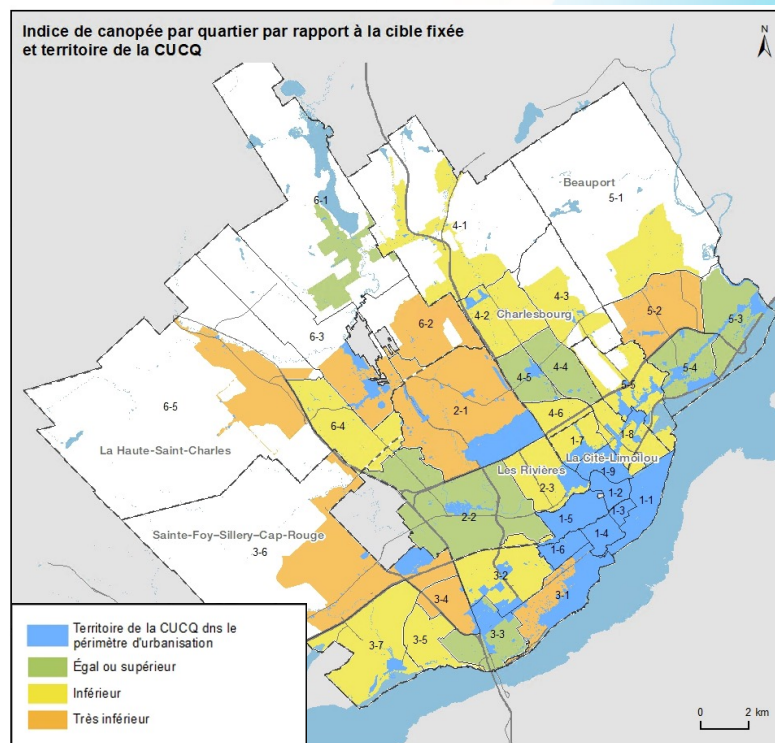 Indice de canopée par quartier par rapport à la cible fixée
et territoire de la CUCQ
N
Beauport
5-1
6-1
4-1
4-3
6-2
4-2
Charlesbourg
5-2
5-3
6-3
4-4
4-5
5-4
5-5
6-5
2-1
6-4
4-6
1-7
1-8
La Haute-Saint-Charles
La Cité-Limoilou
Les Rivières
1-9
2-3
1-2
1-1
2-2
1-3
1-5
Sainte-Foy-Sillery-Cap-Rouge
3-6
1-4
1-6
3-2
3-4
3-1
3-3
3-7
3-5
Territoire de la CUCQ dns le
périmètre d'urbanisation
Égal ou supérieur
Inférieur
Très inférieur
0 2 km